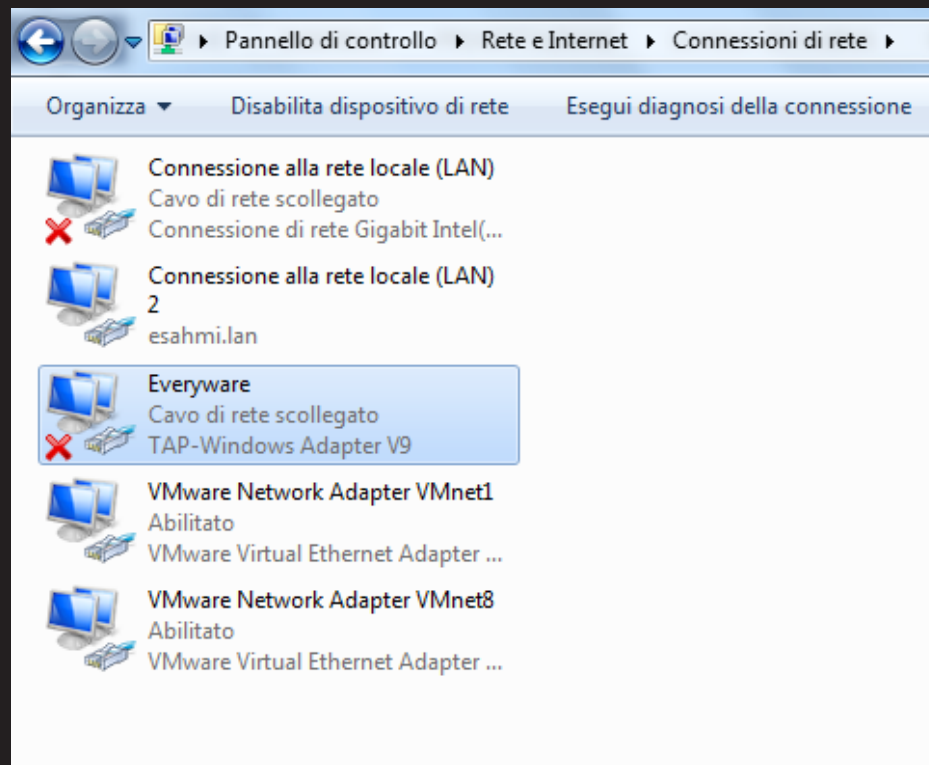 Pannello di controllo Rete e Internet Connessioni di rete
Organizza Disabilita dispositivo di rete Esegui diagnosi della connessione
Connessione alla rete locale (LAN)
Cavo di rete scollegato
Connessione di rete Gigabit Intel(...
Connessione alla rete locale (LAN)
2
esahmi.lan
Everyware
Cavo di rete scollegato
TAP-Windows Adapter V9
VMware Network Adapter VMnet1
Abilitato
VMware Virtual Ethernet Adapter ...
VMware Network Adapter VMnet8
Abilitato
VMware Virtual Ethernet Adapter ...